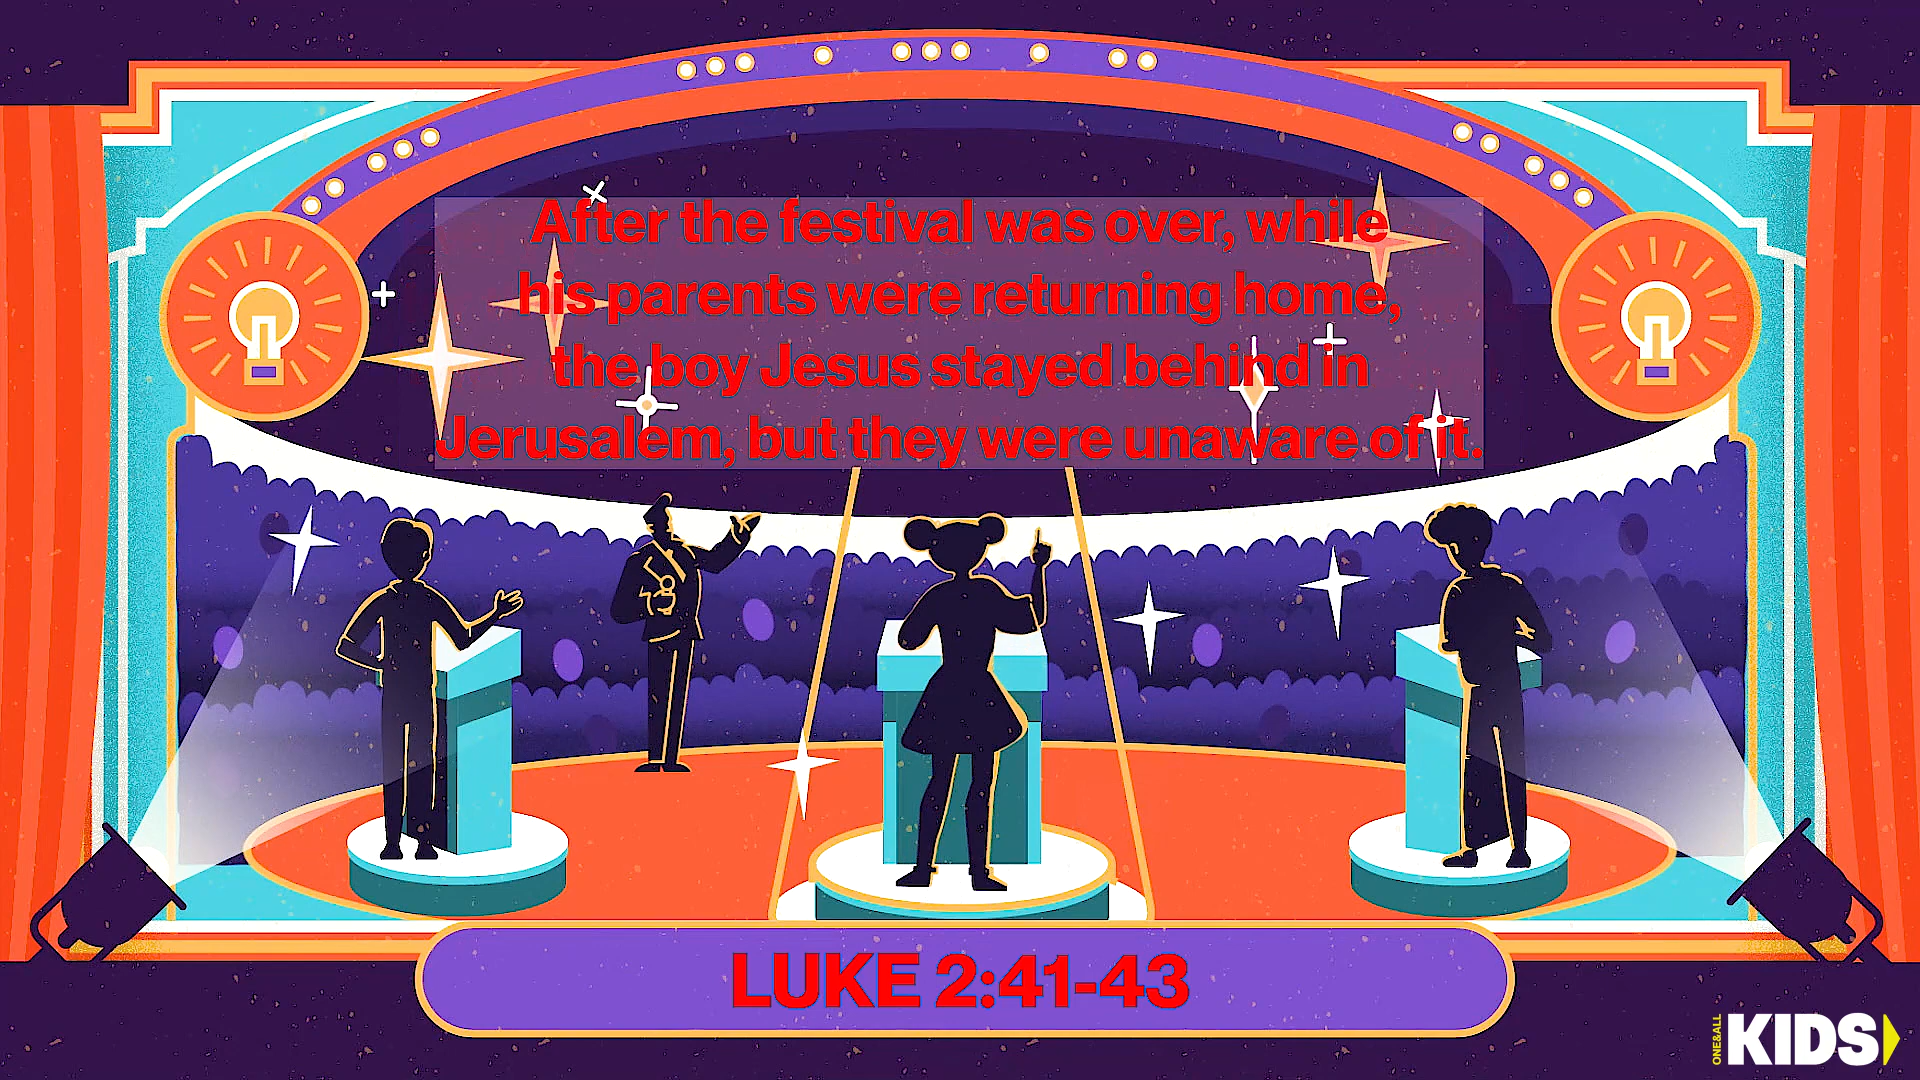 After the festival was over, while
his parents were returning home,
the boy Jesus stayed behind in
Jerusalem, but they were unaware of it.
LUKE 2:41-43
ONE&ALL
KIDS